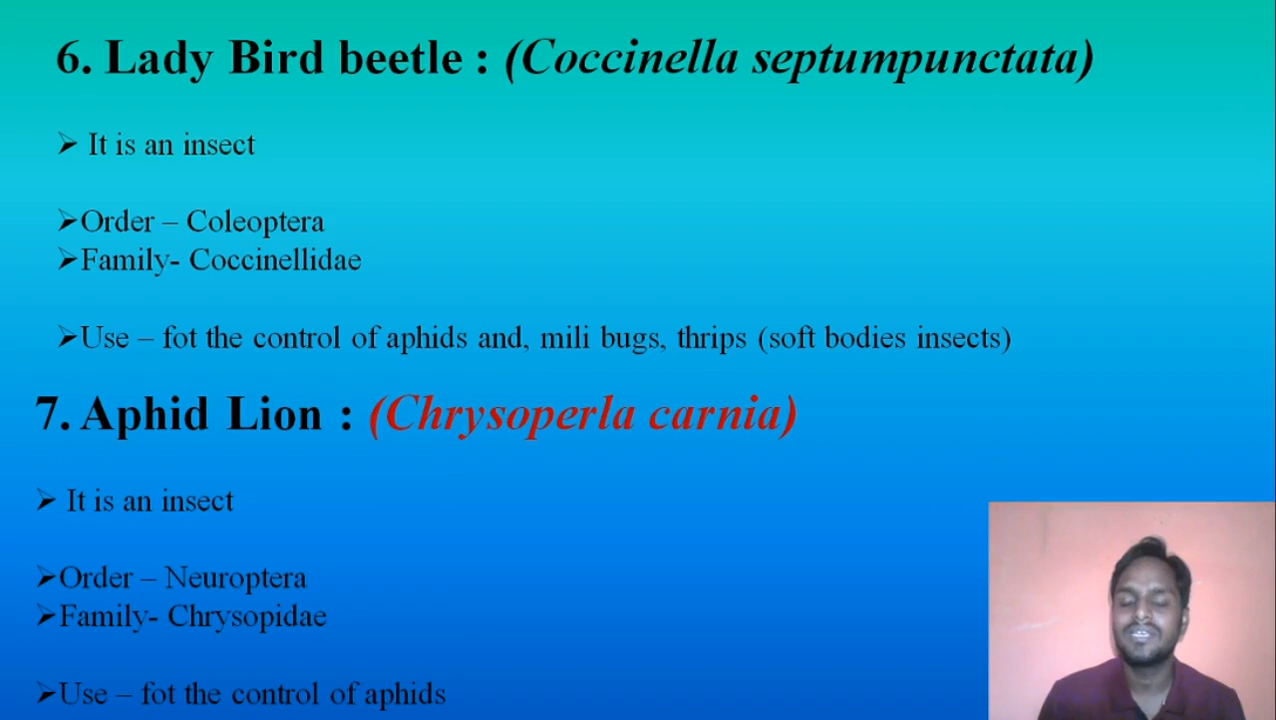 6. Lady Bird beetle : (Coccinella septumpunctata)
➢ It is an insect
➢Order – Coleoptera
➢Family- Coccinellidae
➢Use – fot the control of aphids and, mili bugs, thrips (soft bodies insects)
7. Aphid Lion : (Chrysoperla carnia)
➢ It is an insect
➢Order – Neuroptera
➢Family- Chrysopidae
➢Use – fot the control of aphids